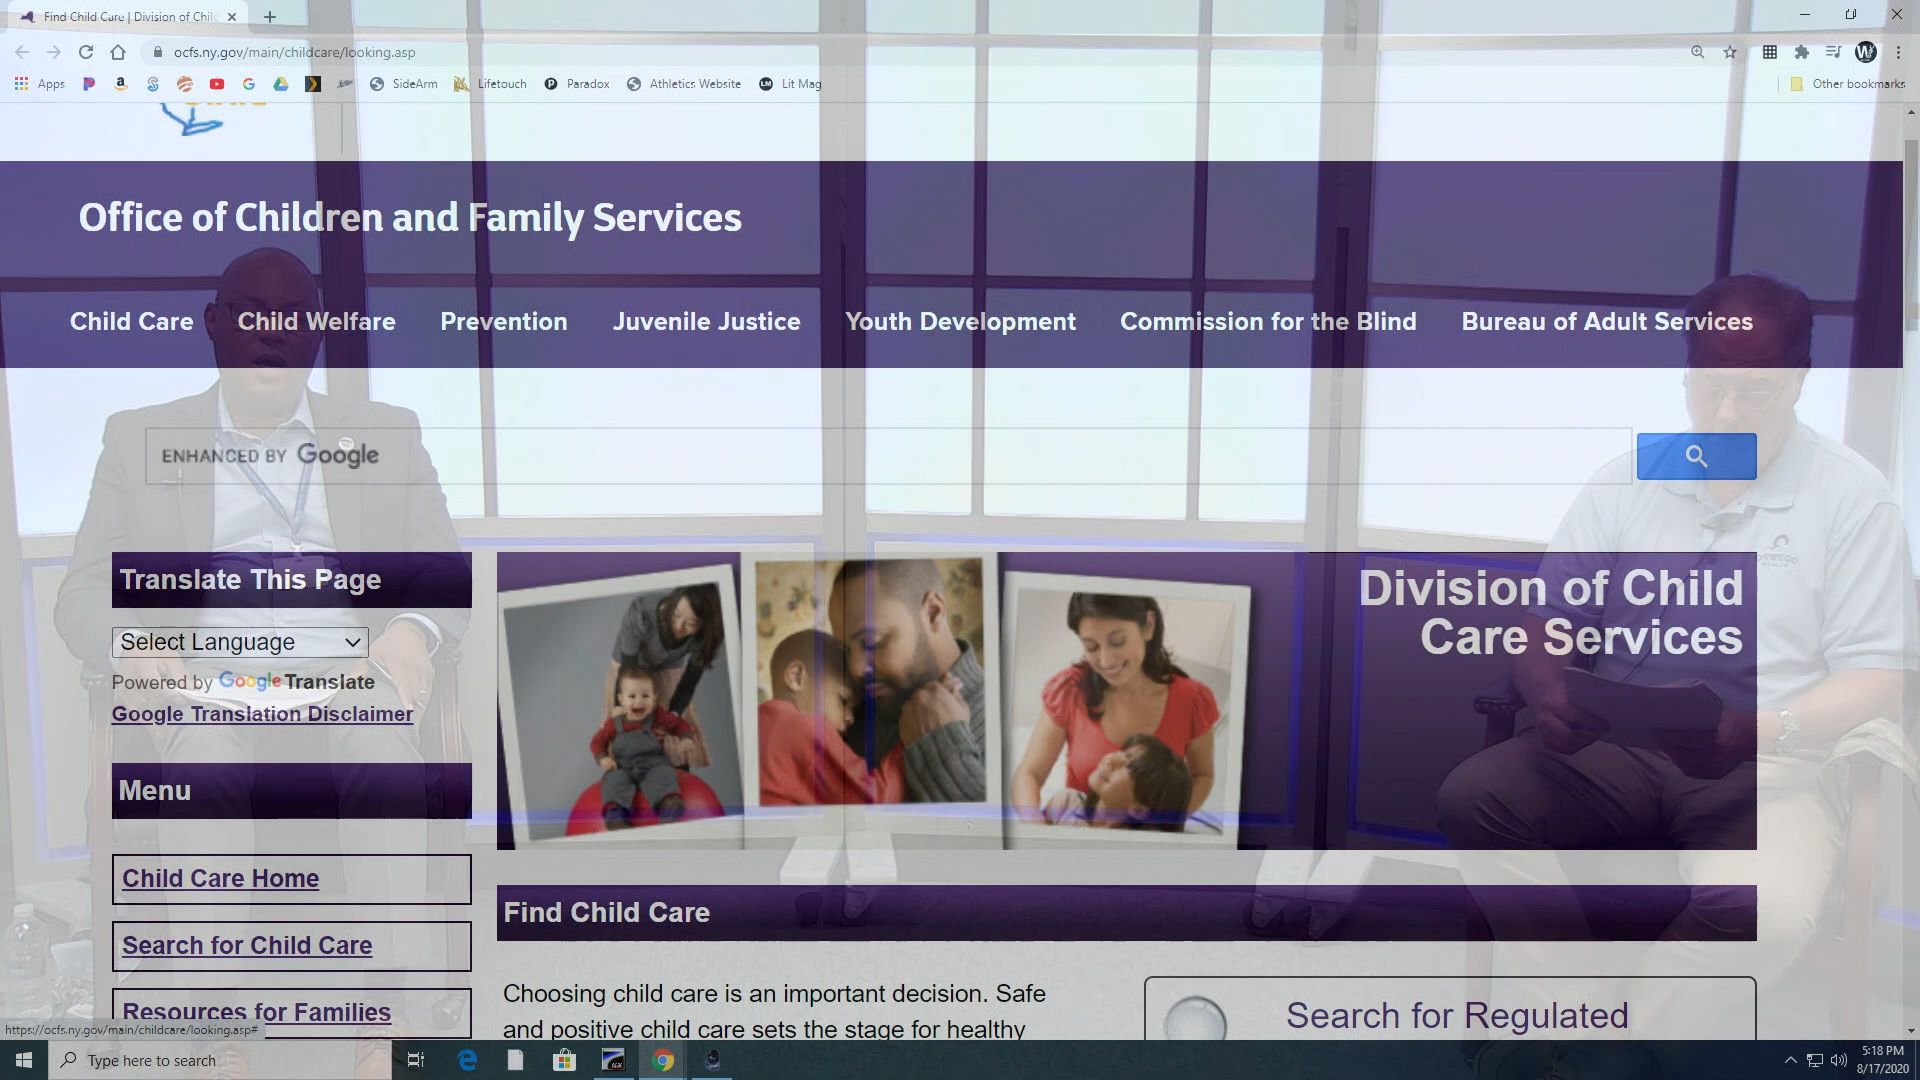 Find Child Care | Division of Chil
ocfs.ny.gov/main/childcare/looking.asp
Apps
SideArm
Lifetouch
Paradox
Athletics Website
LM
Lit Mag
Other bookmarks
Office of Children and Family Services
Child Care
Child Welfare
Prevention
Juvenile Justice
Youth Development
Commission for the Blind
Bureau of Adult Services
ENHANCED BY Google
Translate This Page
Select Language
Powered by Google Translate
Google Translation Disclaimer
Menu
Child Care Home
Search for Child Care
Resources for Families
Division of Child
Care Services
Find Child Care
Choosing child care is an important decision. Safe
and positive child care sets the stage for healthy
Search for Regulated
https://ocfs.ny.gov/main/childcare/looking.asp#
Type here to search
5:18 PM
8/17/2020